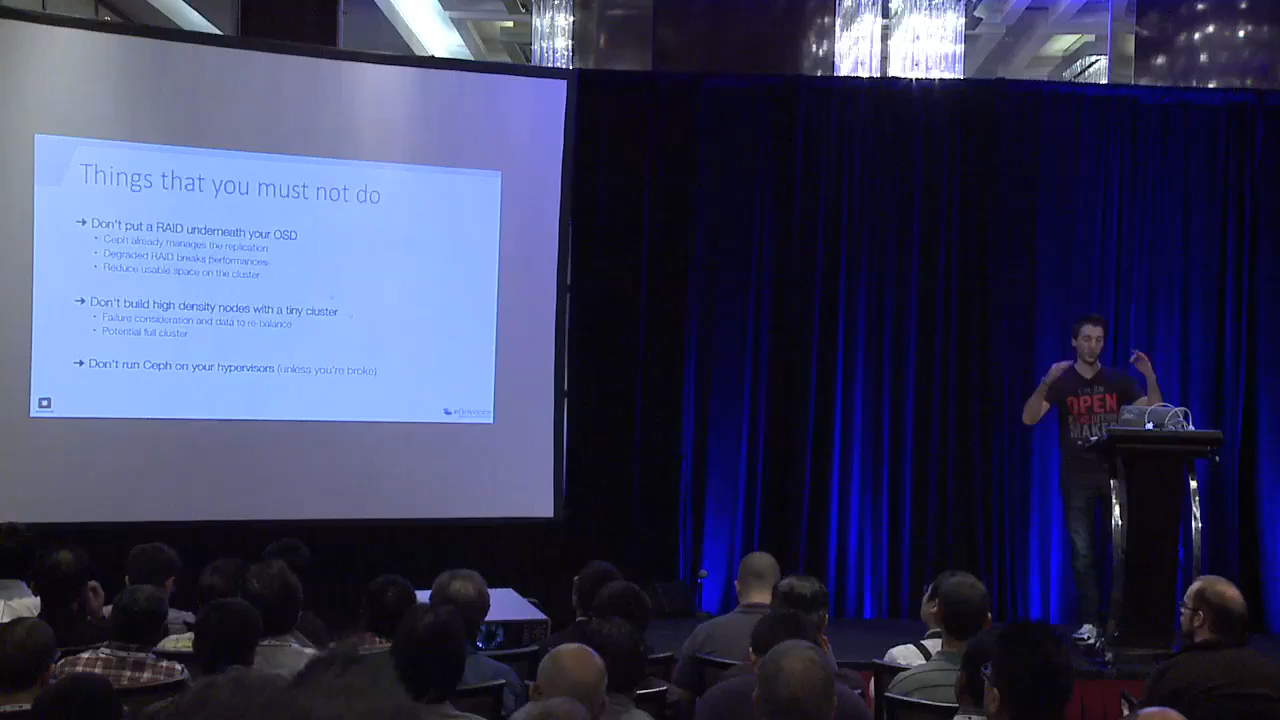 Things that you must not do
➔ Don't put a RAID underneath your OSD
• Ceph already manages the replication
• Degraded RAID breaks performances
• Reduce usable space on the cluster
➔ Don't build high density nodes with a tiny cluster
• Failure consideration and data to re-balance
• Potential full cluster
➔ Don't run Ceph on your hypervisors (unless you're broke)
eNovance
OPEN
MAKE